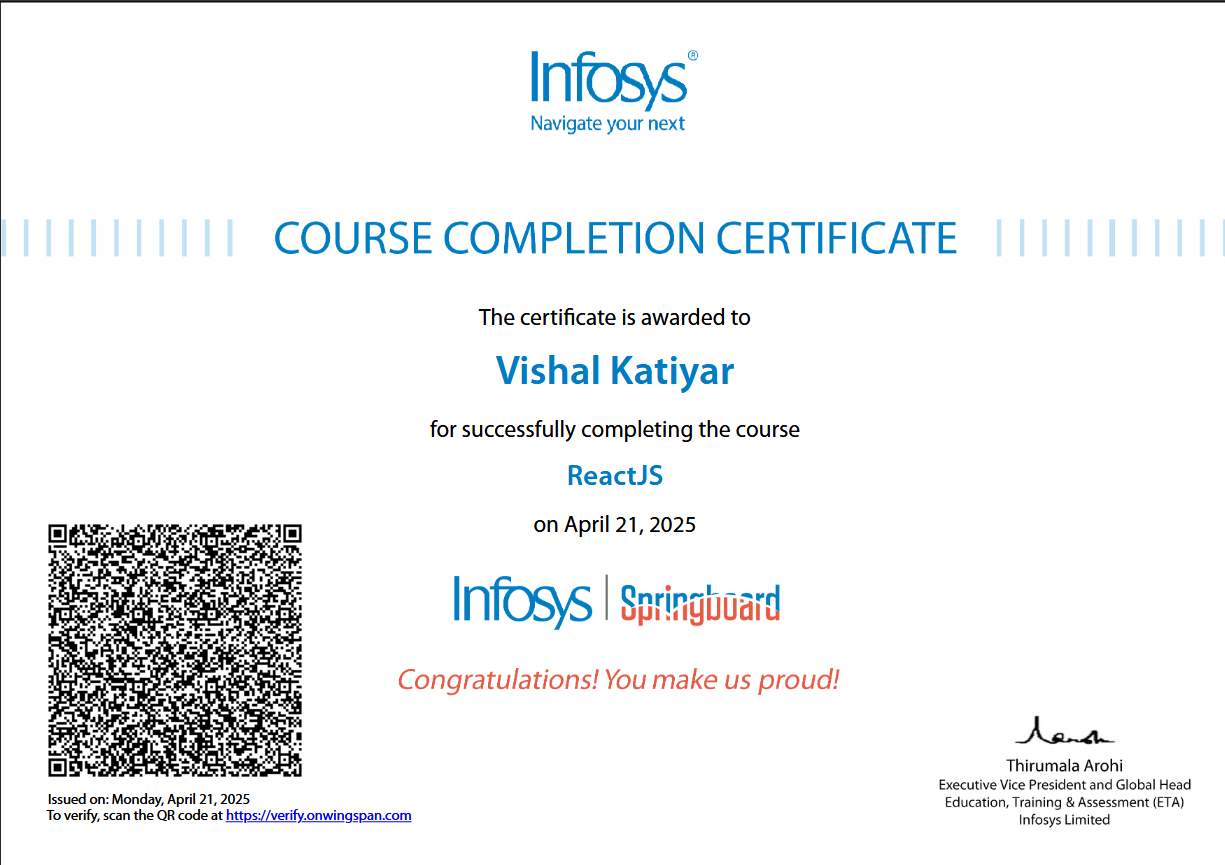 Infosys®
Navigate your next
COURSE COMPLETION CERTIFICATE
The certificate is awarded to
Vishal Katiyar
for successfully completing the course
ReactJS
on April 21, 2025
Infosys | Springboard
Congratulations! You make us proud!
Issued on: Monday, April 21, 2025
To verify, scan the QR code at https://verify.onwingspan.com
Thirumala Arohi
Executive Vice President and Global Head
Education, Training & Assessment (ETA)
Infosys Limited